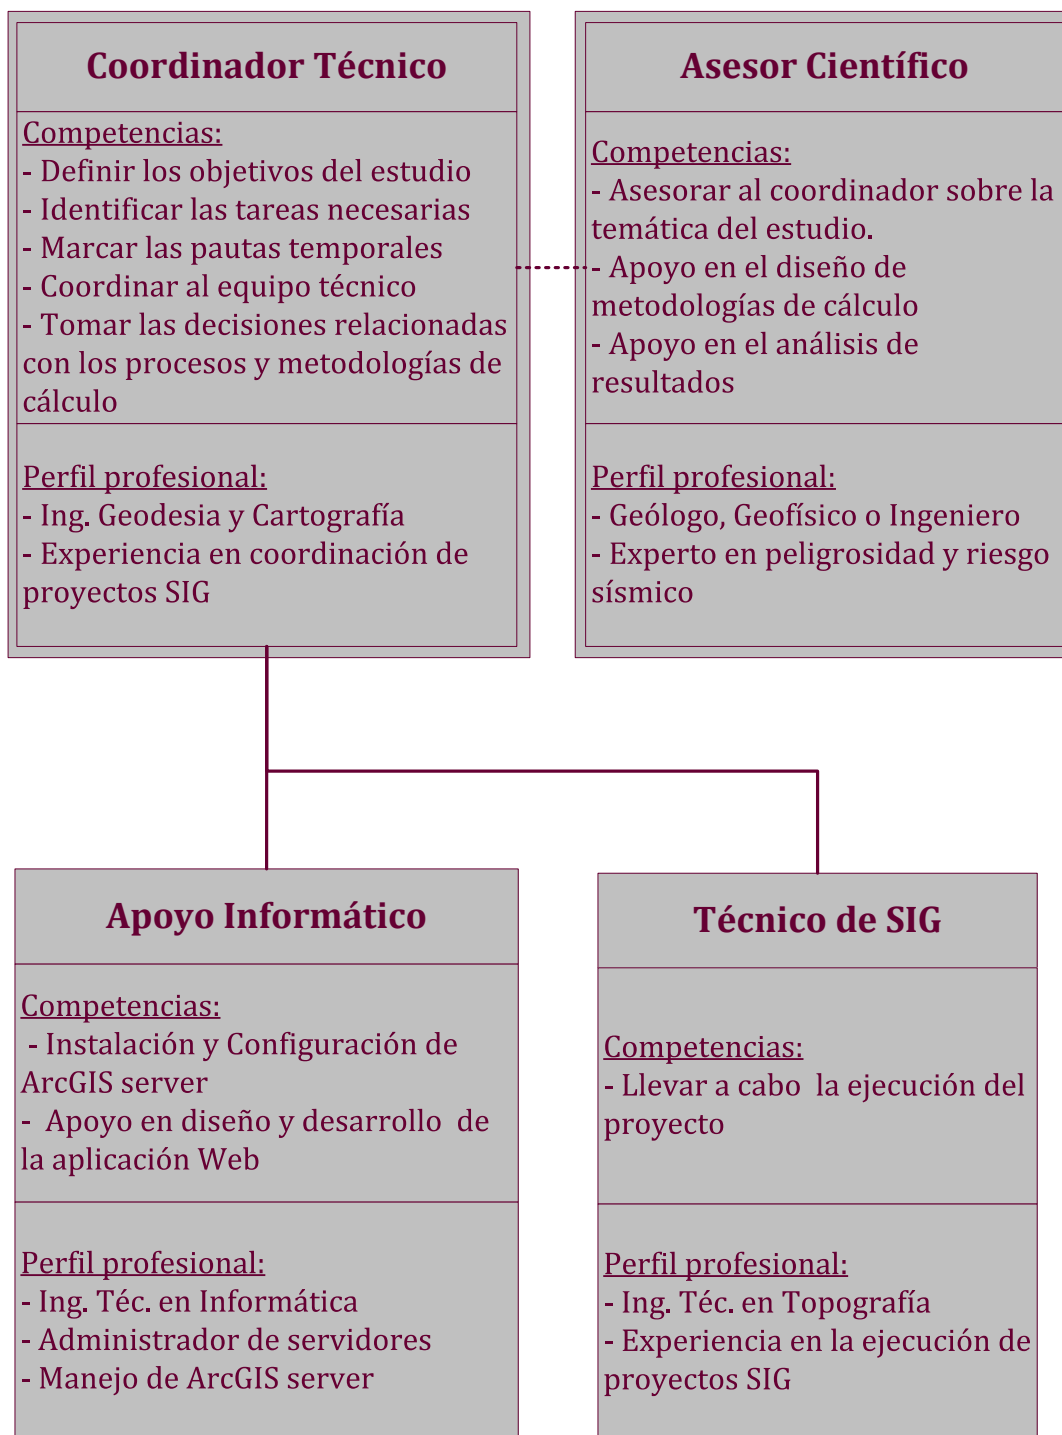 Coordinador Técnico
Competencias:
- Definir los objetivos del estudio
- Identificar las tareas necesarias
- Marcar las pautas temporales
- Coordinar al equipo técnico
- Tomar las decisiones relacionadas
con los procesos y metodologías de
cálculo
Perfil profesional:
- Ing. Geodesia y Cartografía
- Experiencia en coordinación de
proyectos SIG
Asesor Científico
Competencias:
- Asesorar al coordinador sobre la
temática del estudio.
- Apoyo en el diseño de
metodologías de cálculo
- Apoyo en el análisis de
resultados
Perfil profesional:
- Geólogo, Geofísico o Ingeniero
- Experto en peligrosidad y riesgo
sísmico
Apoyo Informático
Competencias:
- Instalación y Configuración de
ArcGIS server
- Apoyo en diseño y desarrollo de
la aplicación Web
Perfil profesional:
- Ing. Téc. en Informática
- Administrador de servidores
- Manejo de ArcGIS server
Técnico de SIG
Competencias:
- Llevar a cabo la ejecución del
proyecto
Perfil profesional:
- Ing. Téc. en Topografía
- Experiencia en la ejecución de
proyectos SIG